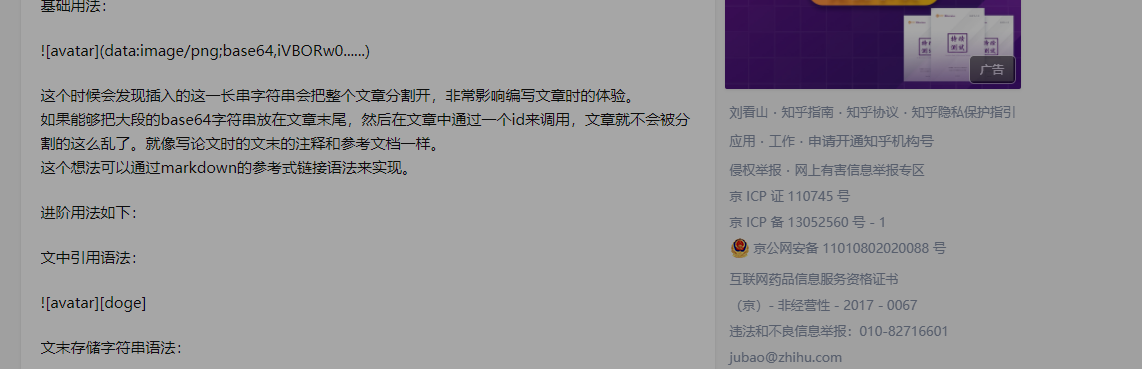 基础用法：
![avatar](data:image/png;base64,iVBORw0......)
这个时候会发现插入的这一长串字符串会把整个文章分割开，非常影响编写文章时的体验。
如果能够把大段的base64字符串放在文章末尾，然后在文章中通过一个id来调用，文章就不会被分
割的这么乱了。就像写论文时的文末的注释和参考文档一样。
这个想法可以通过markdown的参考式链接语法来实现。
进阶用法如下：
文中引用语法：
![avatar][doge]
文末存储字符串语法：
广告
刘看山 · 知乎指南 · 知乎协议 · 知乎隐私保护指引
应用 · 工作 · 申请开通知乎机构号
侵权举报 · 网上有害信息举报专区
京 ICP 证 110745 号
京 ICP 备 13052560 号 - 1
京公网安备 11010802020088 号
互联网药品信息服务资格证书
（京）- 非经营性 - 2017 - 0067
违法和不良信息举报：010-82716601
jubao@zhihu.com